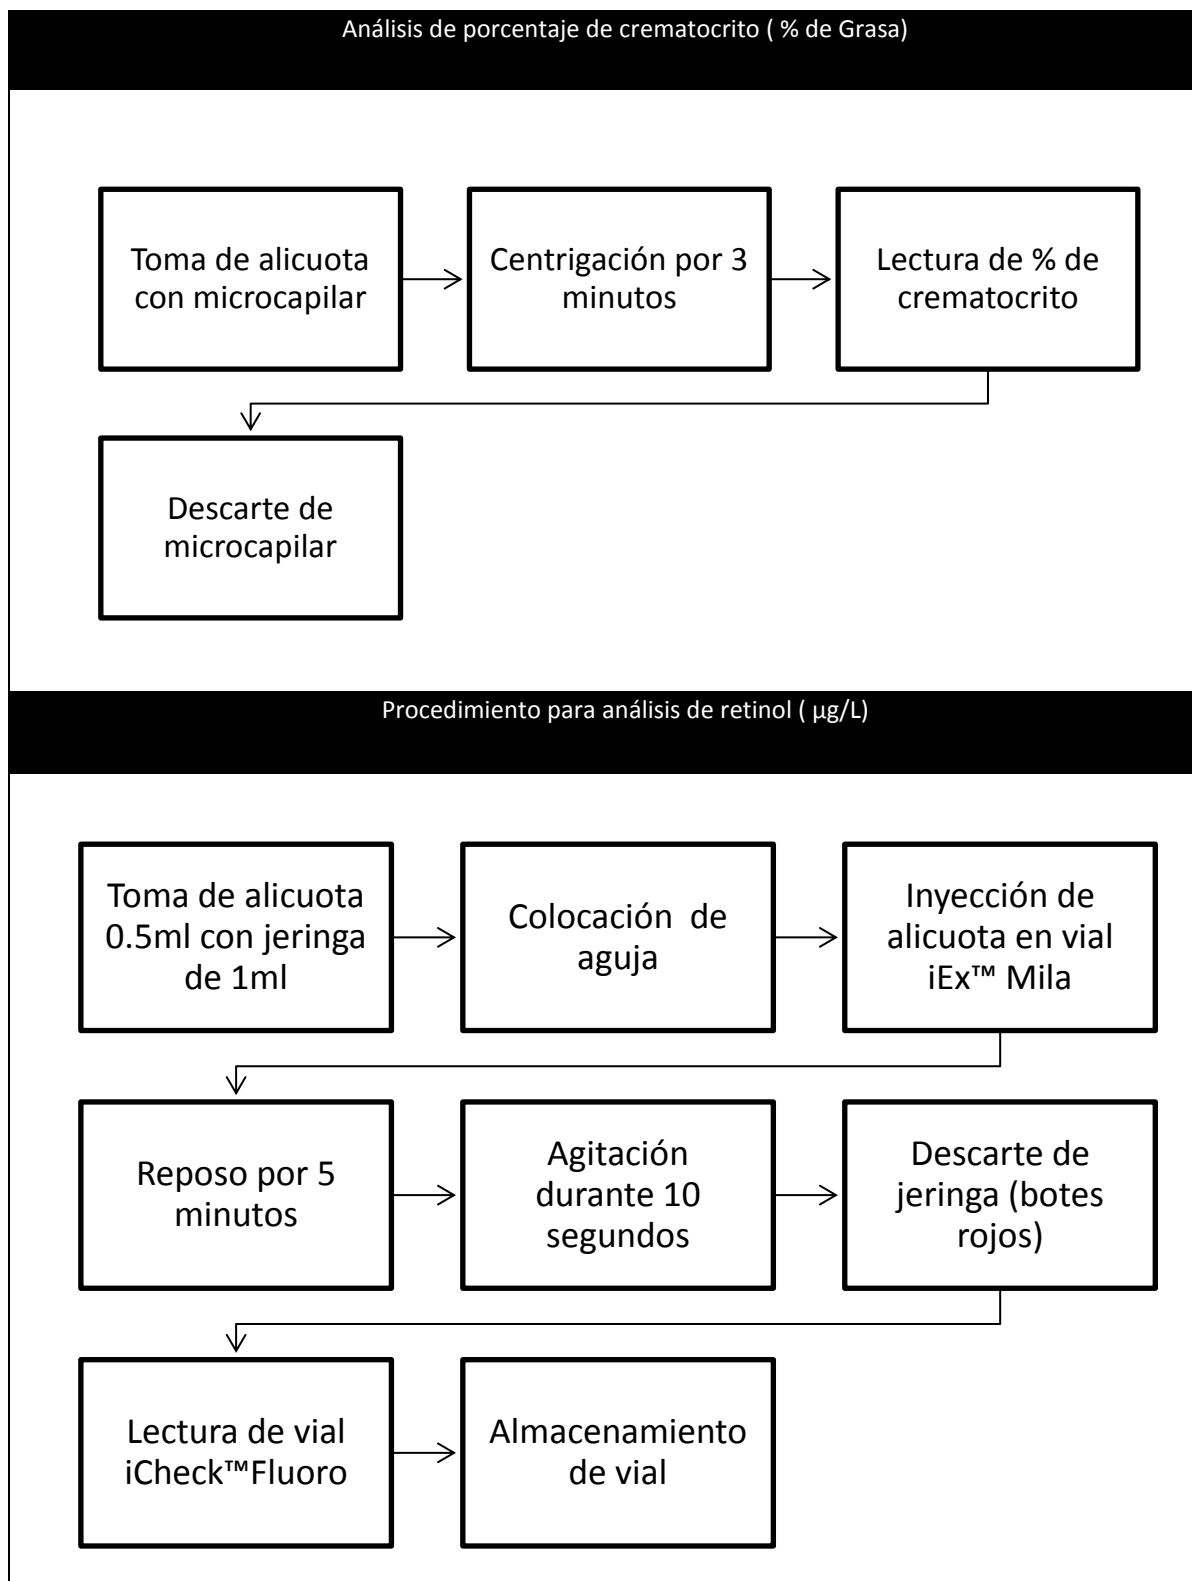 Análisis de porcentaje de crematocrito ( % de Grasa)
Toma de alicuota
con microcapilar
Centrigación por 3
minutos
Lectura de % de
crematocrito
Descarte de
microcapilar
Procedimiento para análisis de retinol ( µg/L)
Toma de alicuota
0.5ml con jeringa
de 1ml
Colocación de
aguja
Inyección de
alicuota en vial
iEx™ Mila
Reposo por 5
minutos
Agitación
durante 10
segundos
Descarte de
jeringa (botes
rojos)
Lectura de vial
iCheck™Fluoro
Almacenamiento
de vial